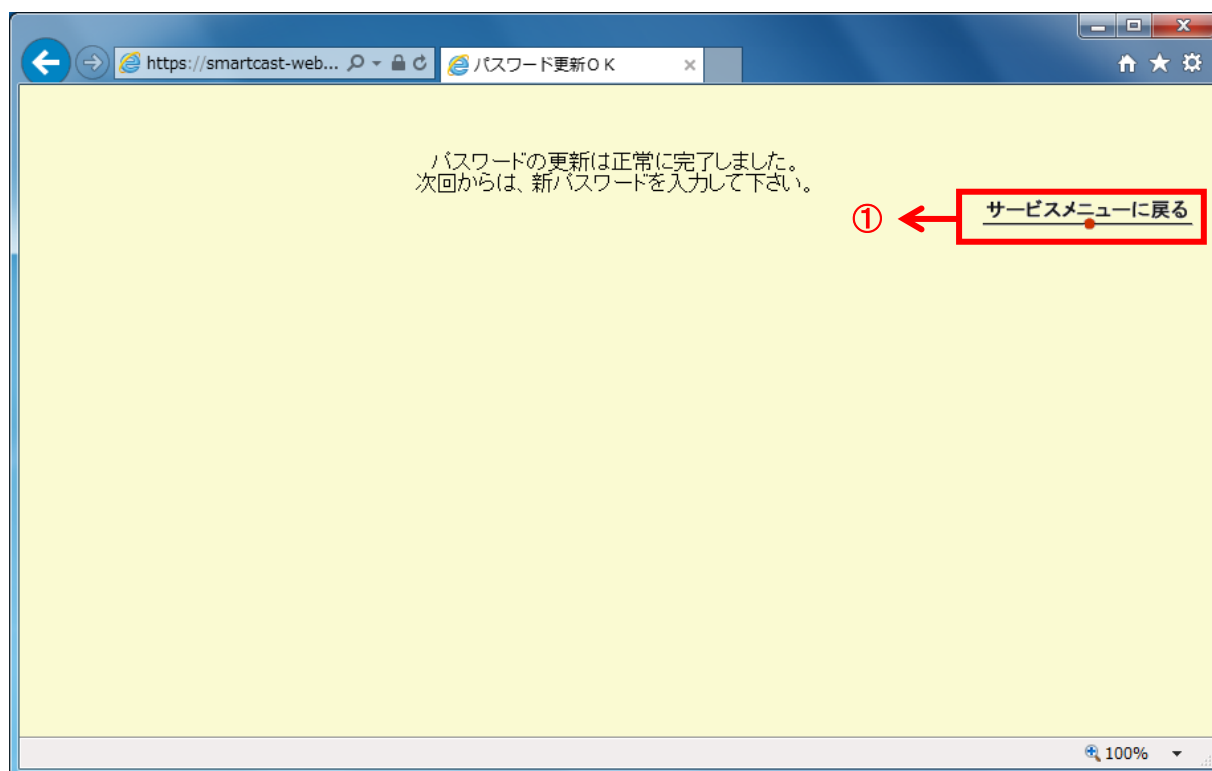 https://smartcast-web...
パスワード更新OK
パスワードの更新は正常に完了しました。
次回からは、新パスワードを入力して下さい。
① サービスメニューに戻る
100%